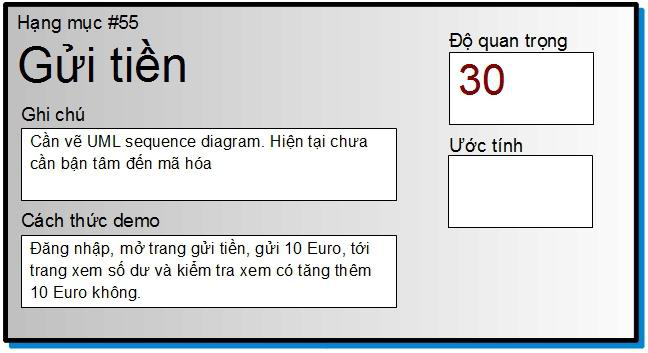 Hạng mục #55
Gửi tiền
Độ quan trọng
30
Ghi chú
Cần vẽ UML sequence diagram. Hiện tại chưa
cần bận tâm đến mã hóa
Ước tính
Cách thức demo
Đăng nhập, mở trang gửi tiền, gửi 10 Euro, tới
trang xem số dư và kiểm tra xem có tăng thêm
10 Euro không.